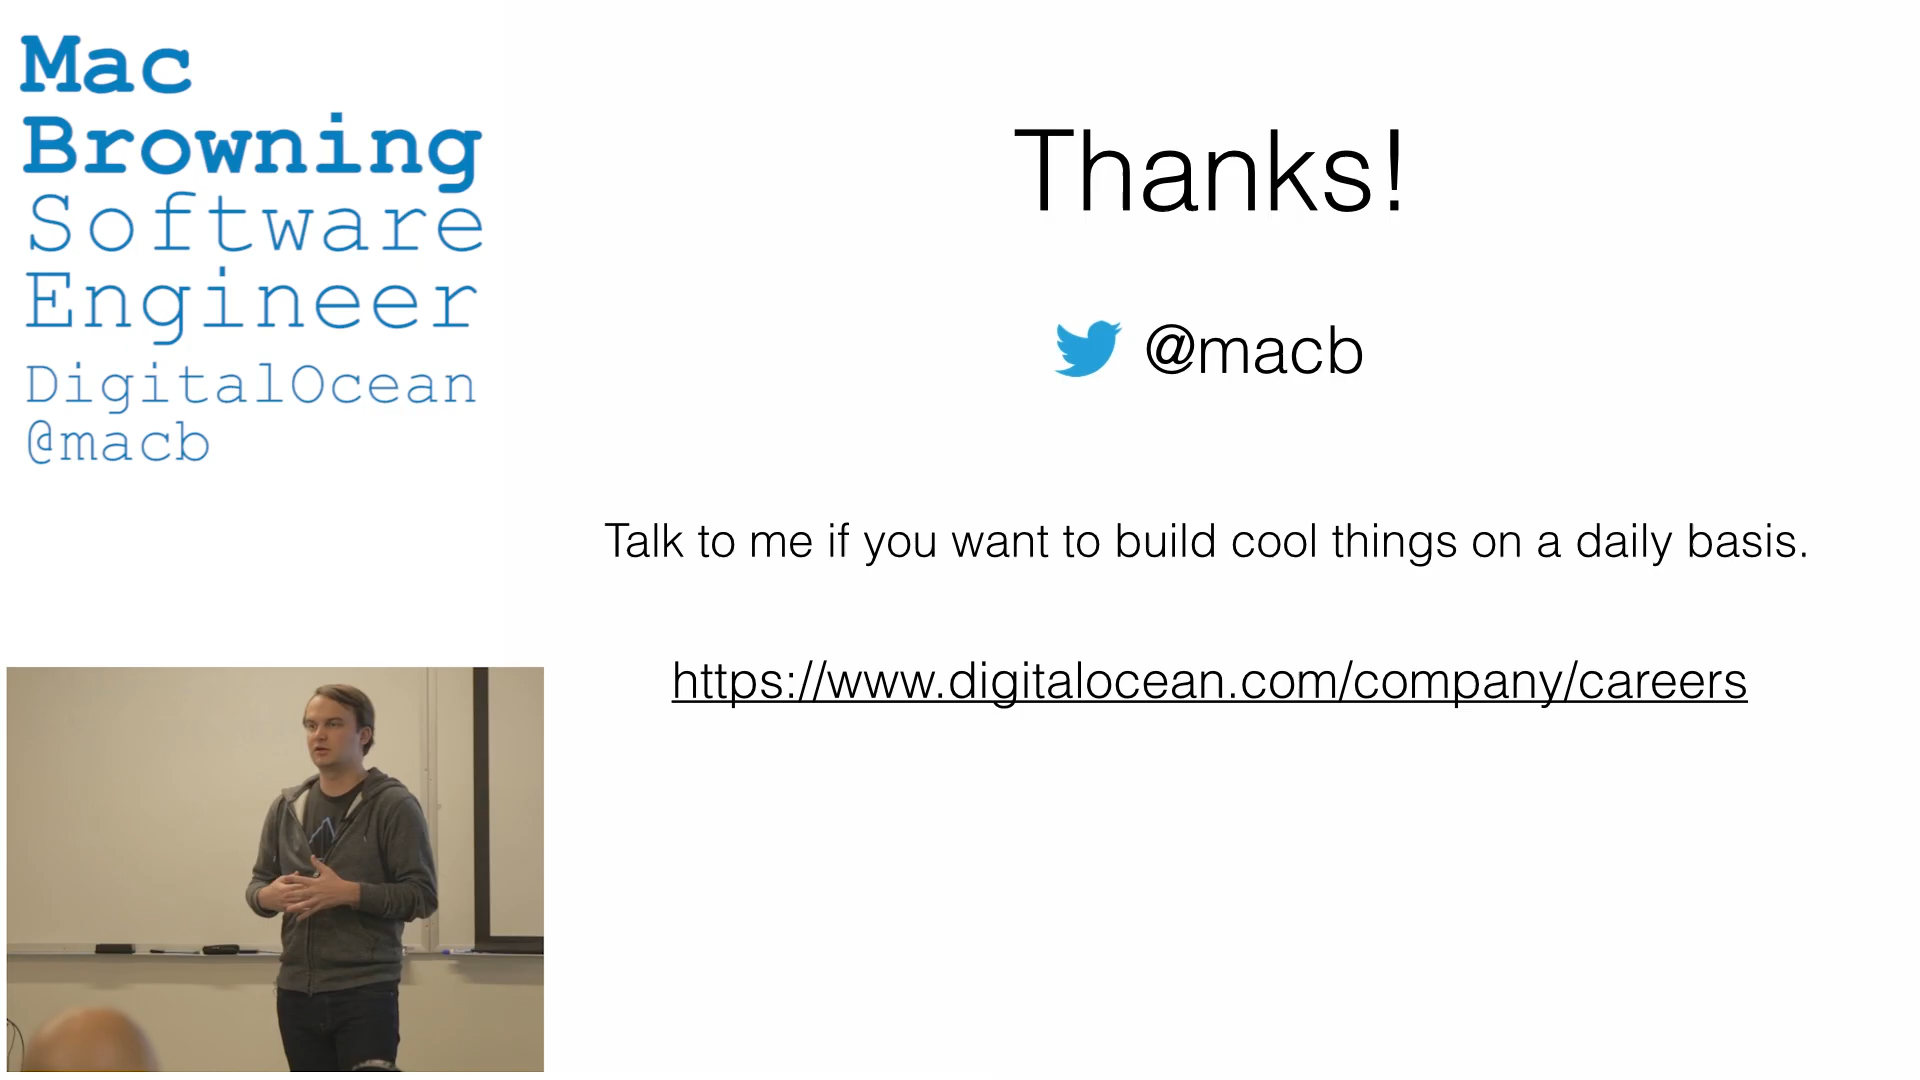 Mac
Browning
Software
Engineer
DigitalOcean
@macb
Thanks!
@macb
Talk to me if you want to build cool things on a daily basis.
https://www.digitalocean.com/company/careers